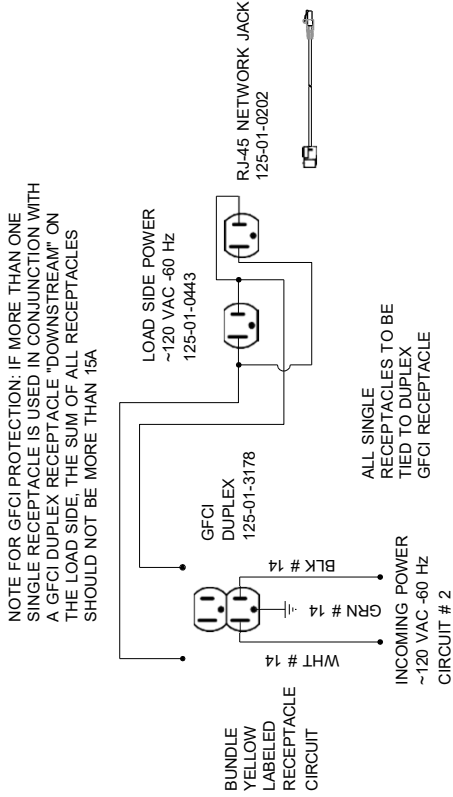 NOTE FOR GFCI PROTECTION: IF MORE THAN ONE
SINGLE RECEPTACLE IS USED IN CONJUNCTION WITH
A GFCI DUPLEX RECEPTACLE "DOWNSTREAM" ON
THE LOAD SIDE, THE SUM OF ALL RECEPTACLES
SHOULD NOT BE MORE THAN 15A
LOAD SIDE POWER
~120 VAC -60 Hz
125-01-0443
RJ-45 NETWORK JACK
125-01-0202
GFCI
DUPLEX
125-01-3178
BUNDLE
YELLOW
LABELED
RECEPTACLE
CIRCUIT
WHT # 14
GRN # 14
BLK # 14
INCOMING POWER
~120 VAC -60 Hz
CIRCUIT # 2
ALL SINGLE
RECEPTACLES TO BE
TIED TO DUPLEX
GFCI RECEPTACLE